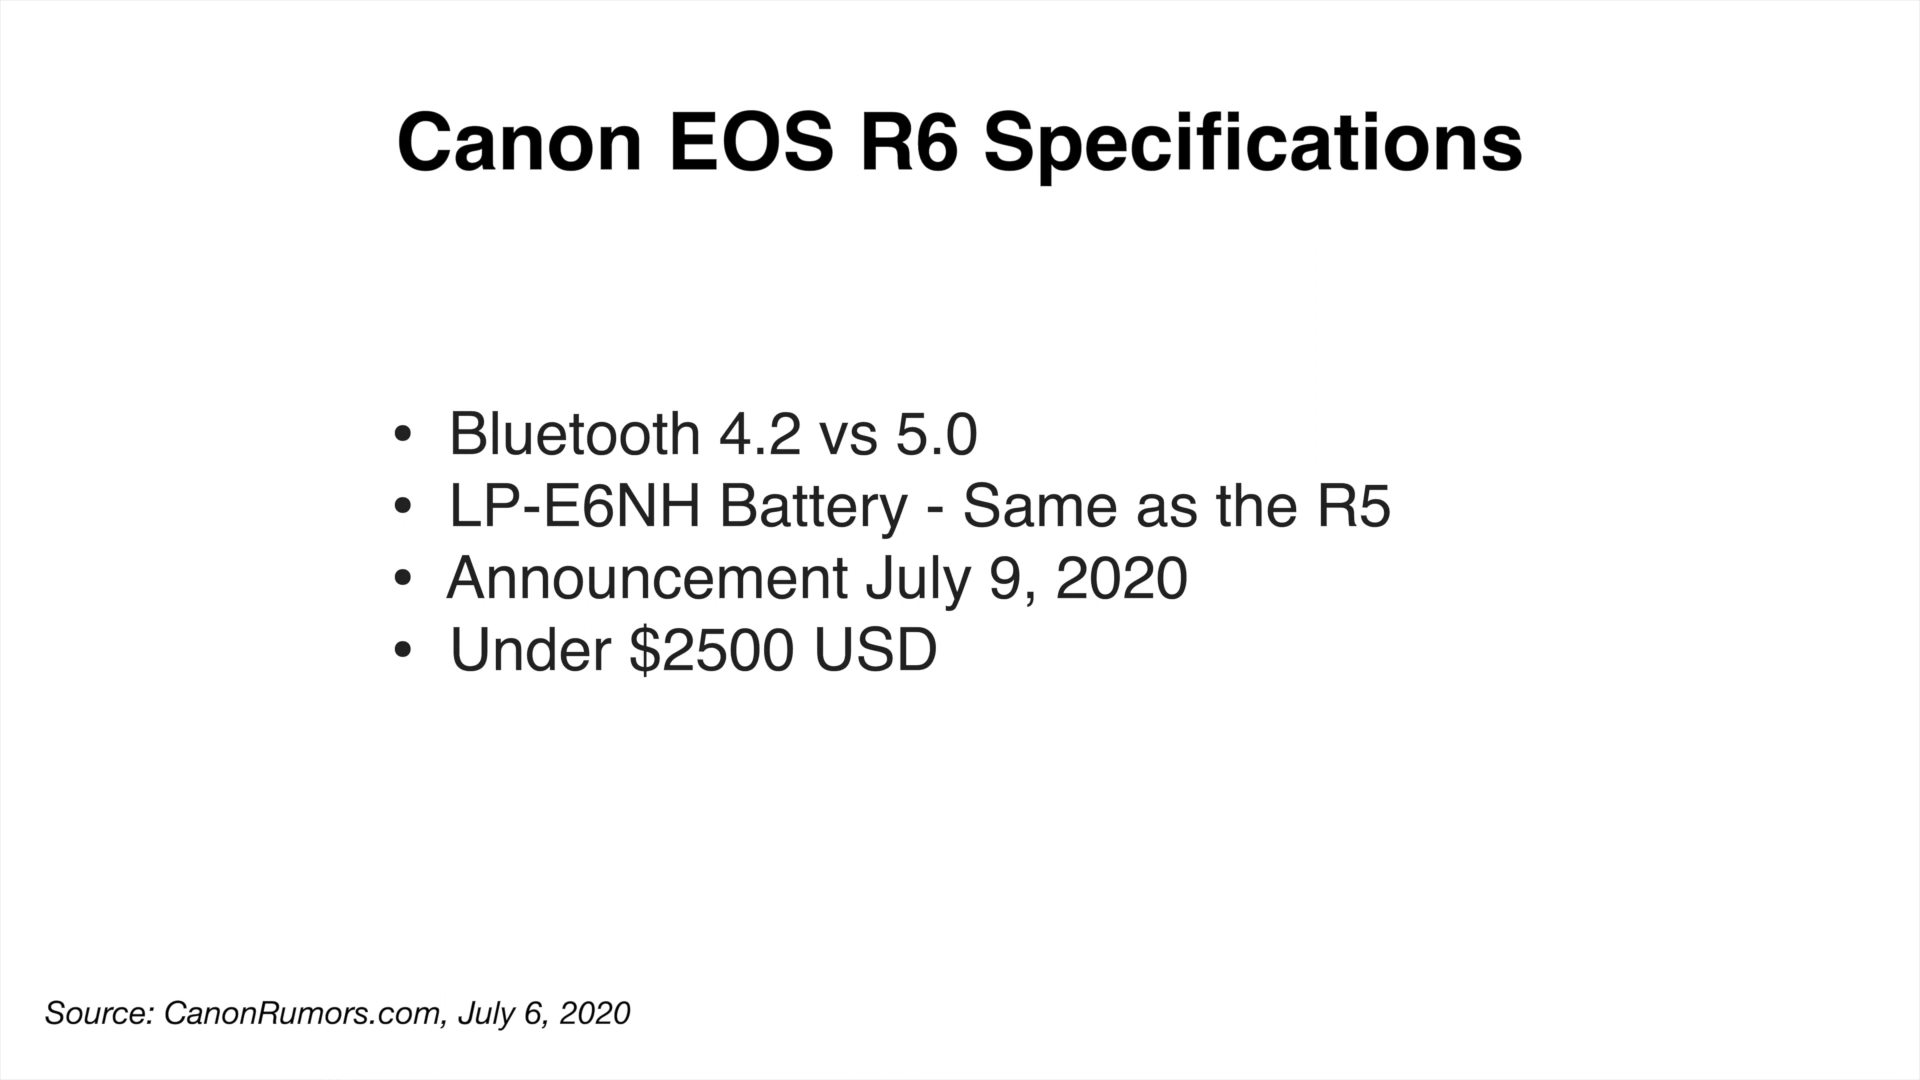 Canon EOS R6 Specifications
• Bluetooth 4.2 vs 5.0
• LP-E6NH Battery - Same as the R5
• Announcement July 9, 2020
• Under $2500 USD
Source: CanonRumors.com, July 6, 2020